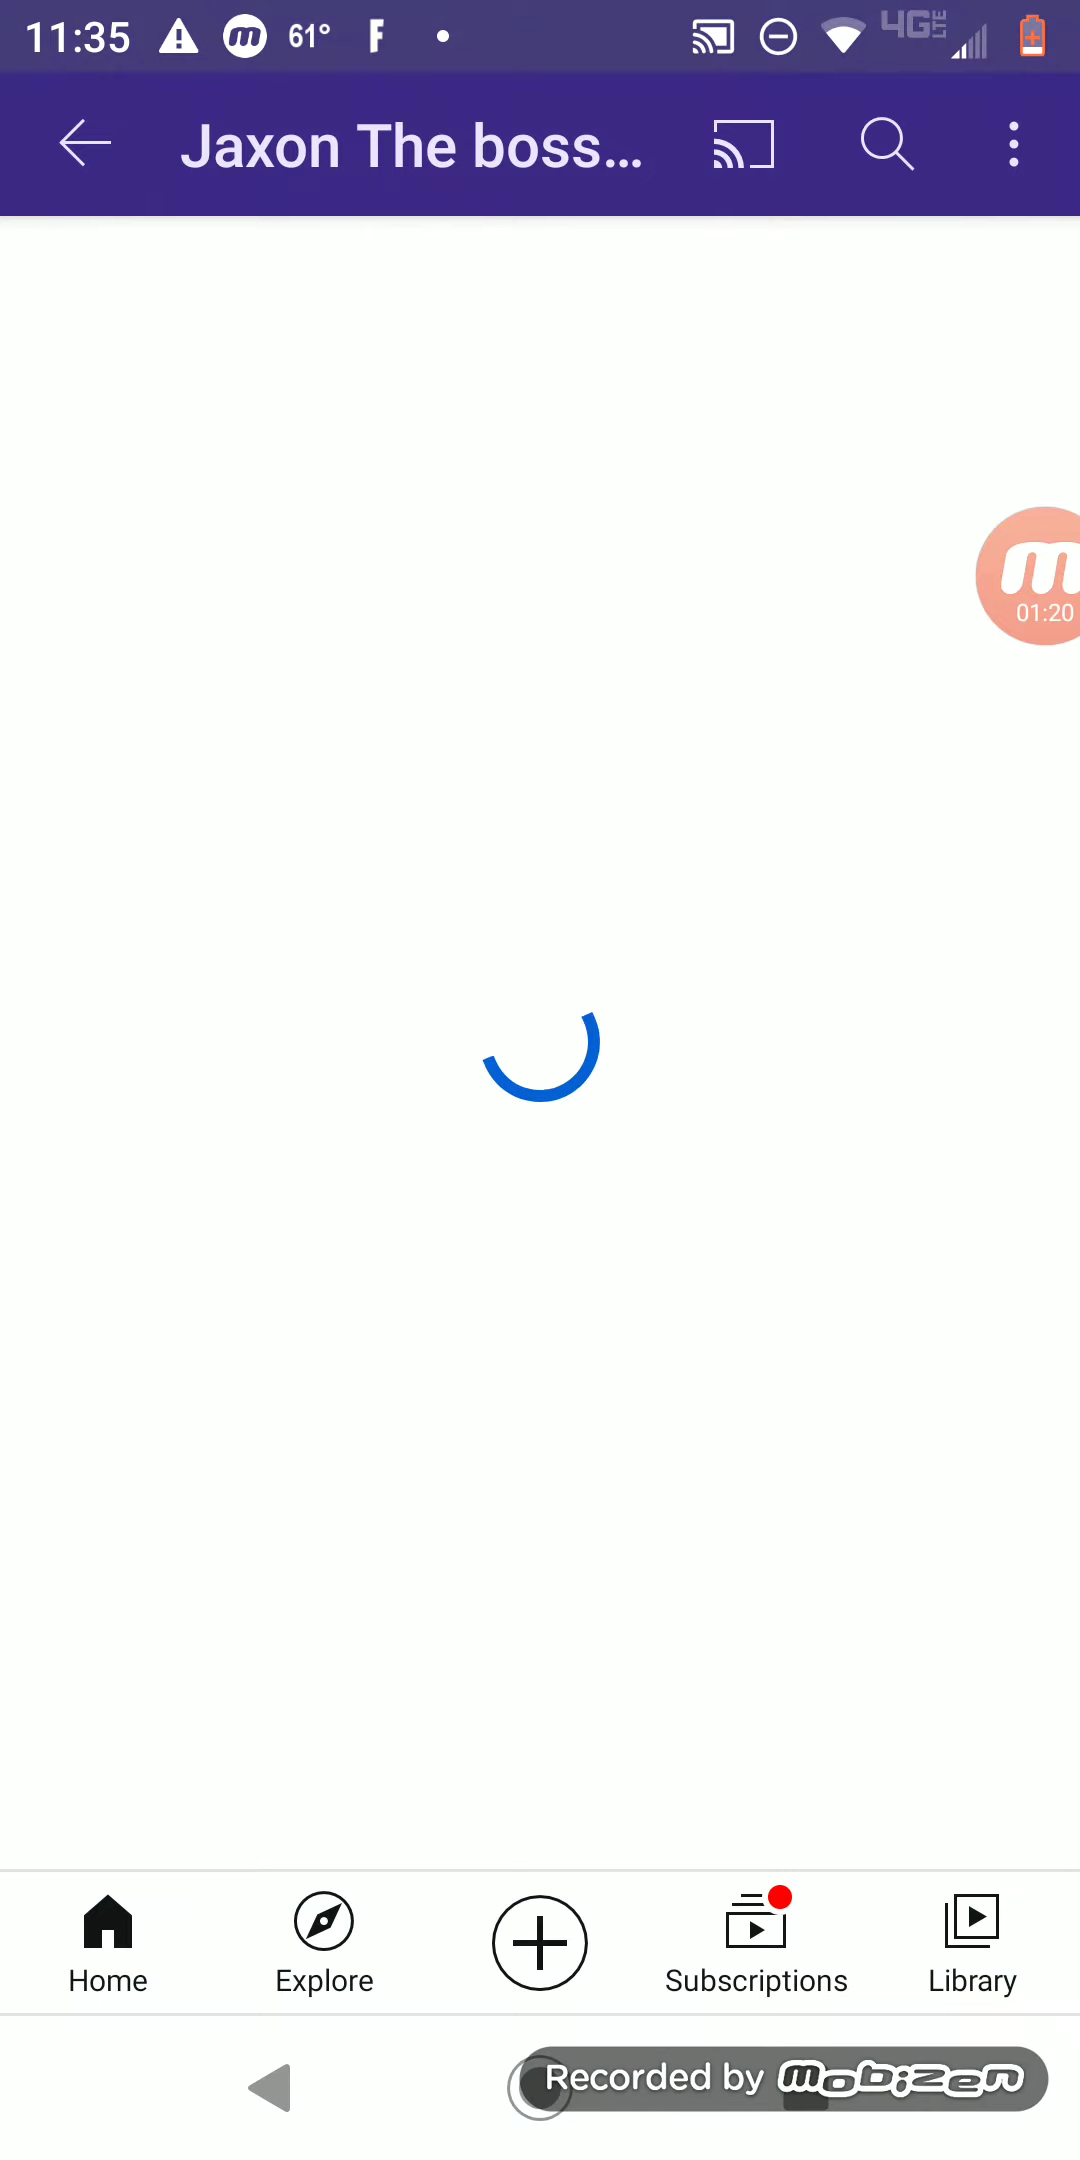 11:35 m 61° F 4G LTE
Jaxon The boss...
m
01:20
Home Explore Subscriptions Library
Recorded by mobizen